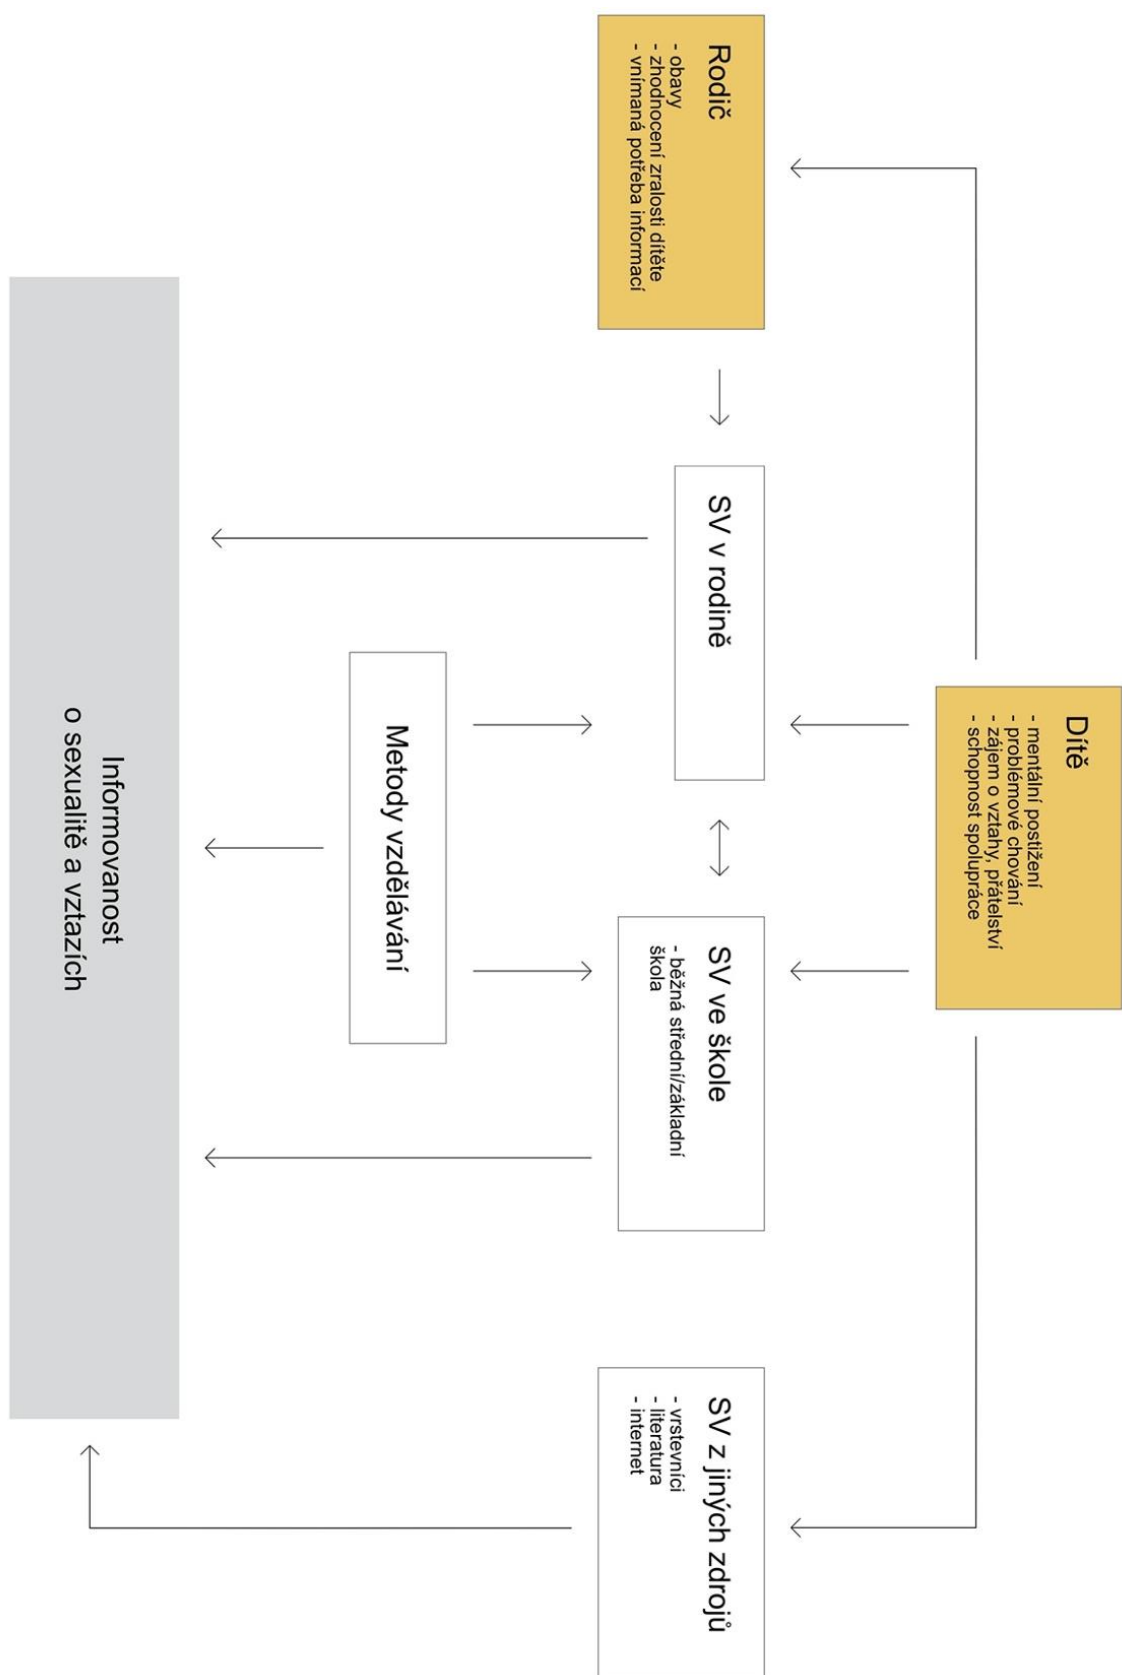 Dítě
- mentální postižení
- problémové chování
- zájem o vztahy, přátelství
- schopnost spolupráce
Rodič
- obavy
- zhodnocení zralosti dítěte
- vnímaná potřeba informací
SV v rodině
SV ve škole
- běžná střední/základní
škola
SV z jiných zdrojů
- vrstevníci
- literatura
- internet
Metody vzdělávání
Informovanost
o sexualitě a vztazích